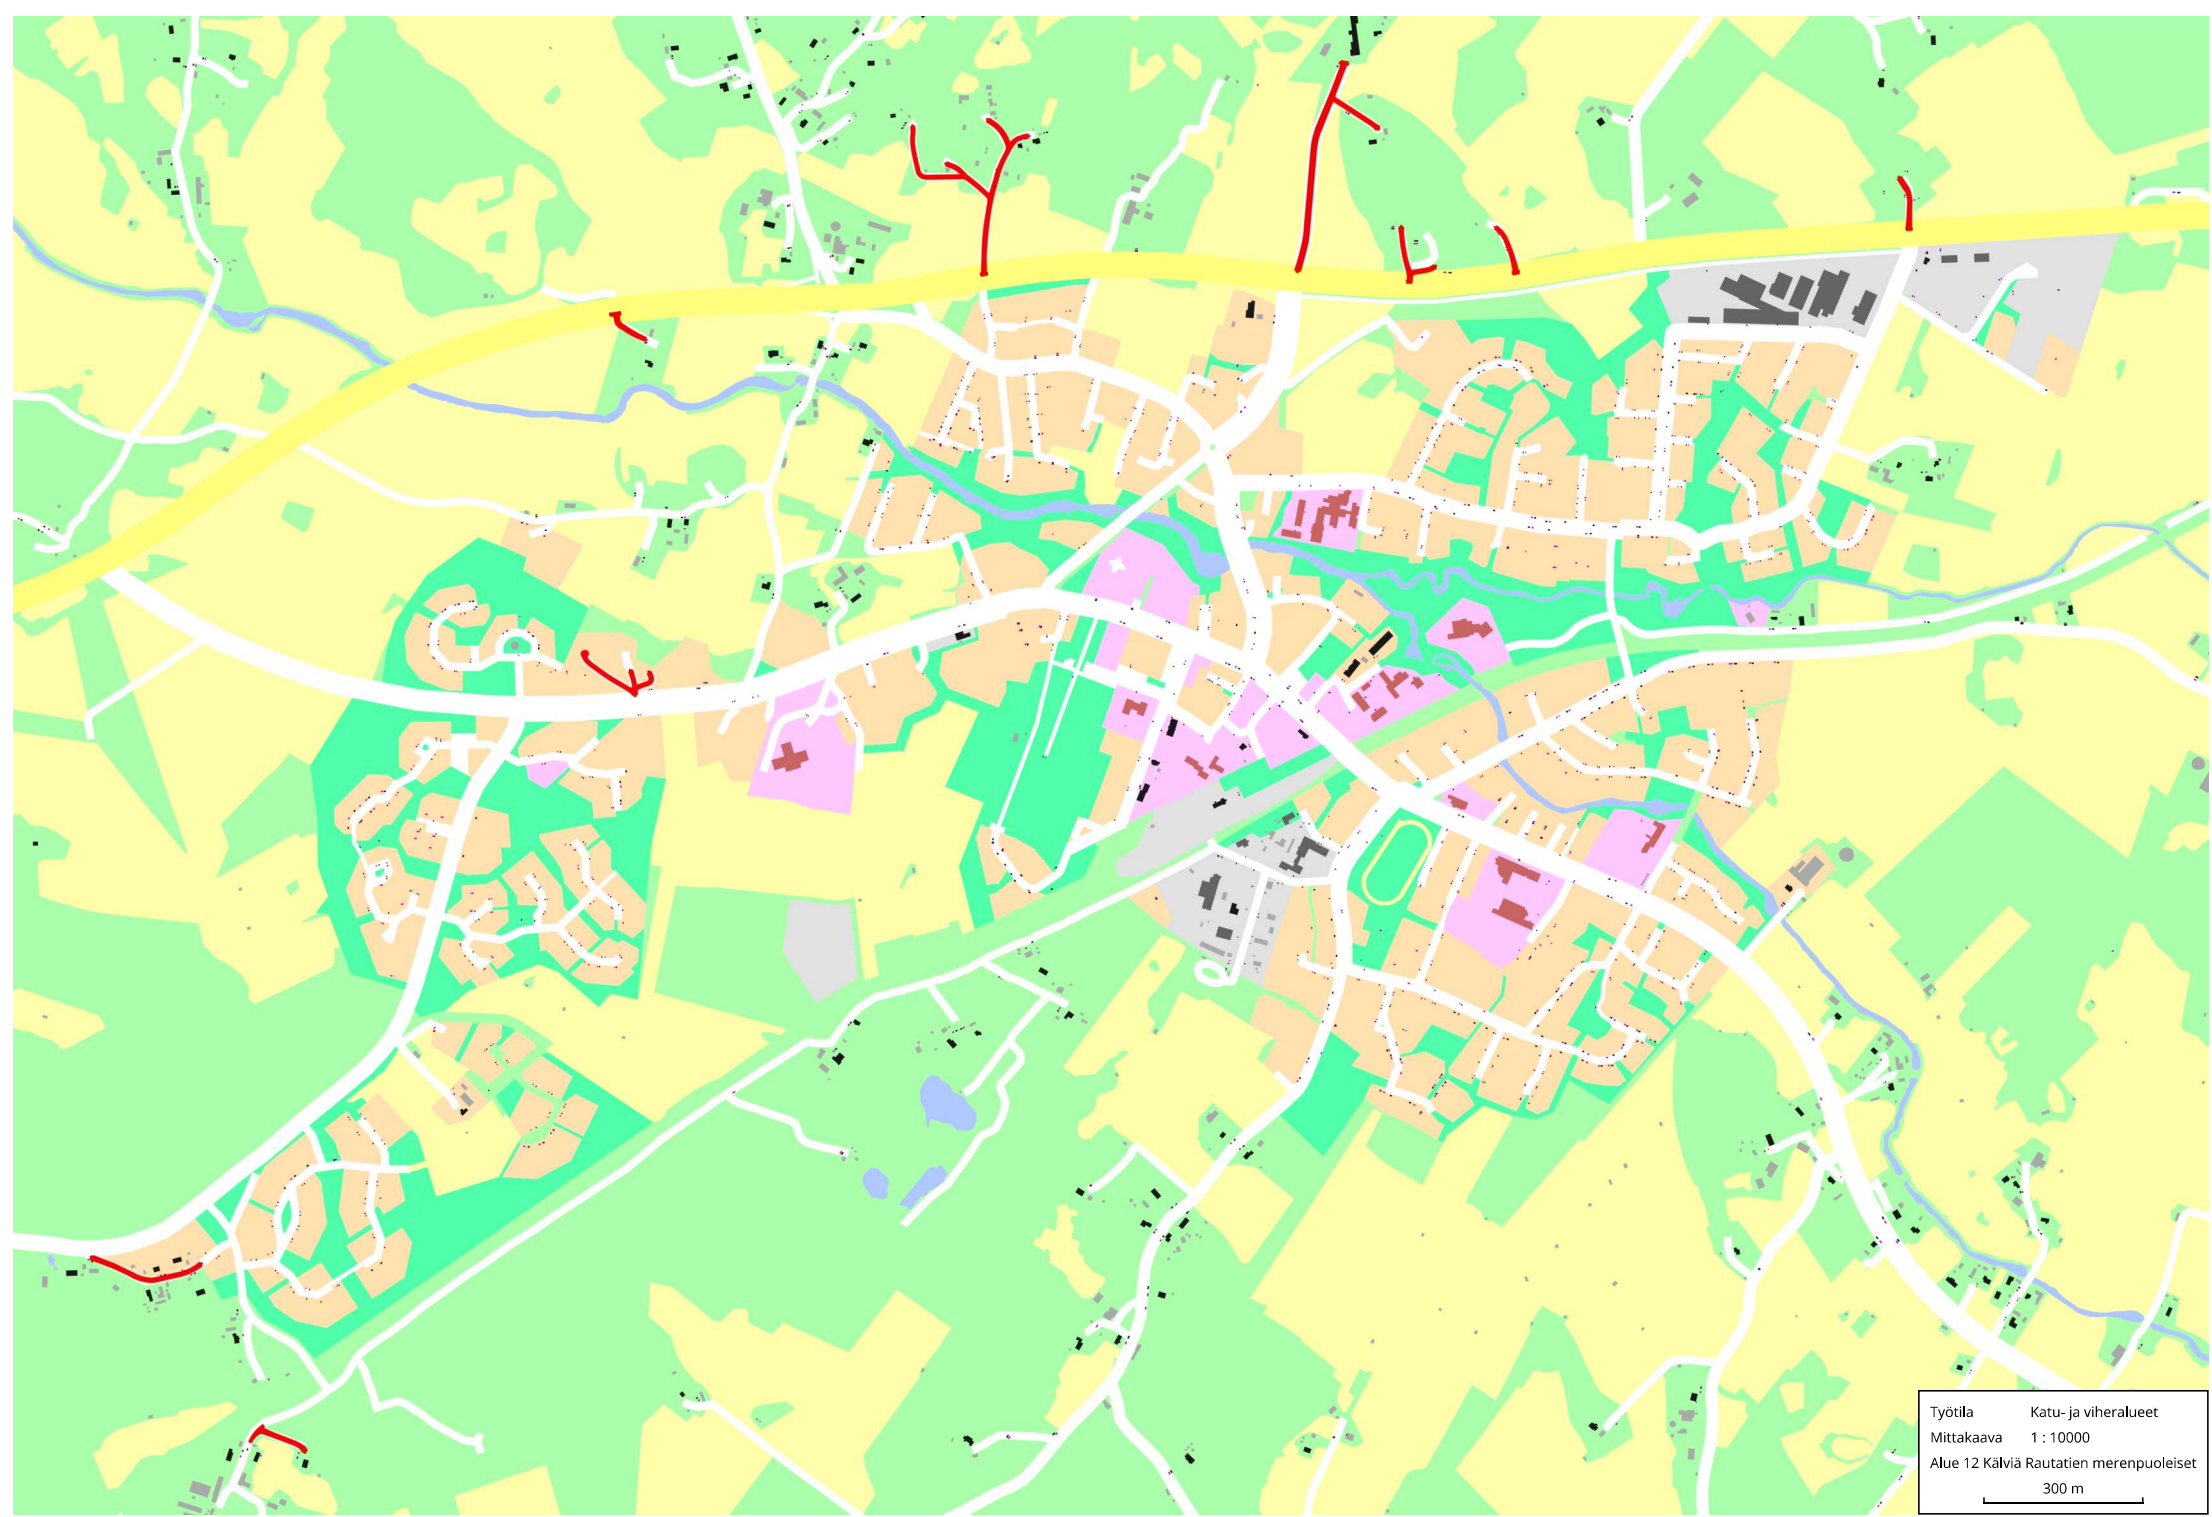 Työtila Katu- ja viheralueet
Mittakaava 1 : 10000
Alue 12 Kälviä Rautatien merenpuoleiset
300 m